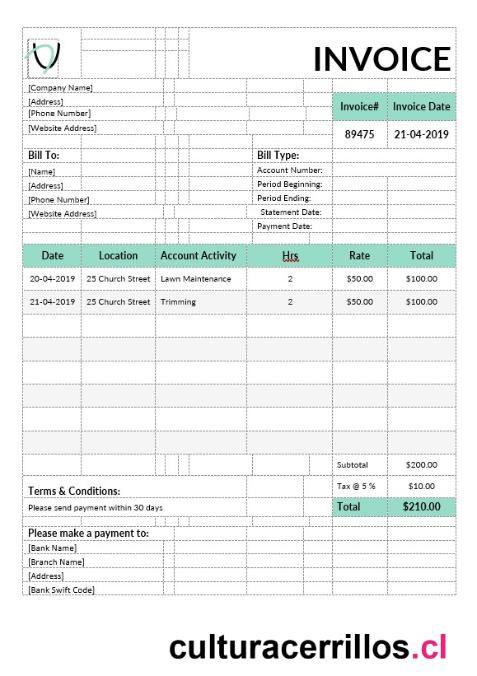 INVOICE
[Company Name]
[Address]
Invoice# Invoice Date
[Phone Number]
[Website Address]
89475 21-04-2019
Bill To: Bill Type:
[Name] Account Number:
[Address] Period Beginning:
[Phone Number] Period Ending:
[Website Address] Statement Date:
Payment Date:
Date Location Account Activity Hrs Rate Total
20-04-2019 25 Church Street Lawn Maintenance 2 $50.00 $100.00
21-04-2019 25 Church Street Trimming 2 $50.00 $100.00
Subtotal $200.00
Tax @ 5 % $10.00
Terms & Conditions:
Please send payment within 30 days Total $210.00
Please make a payment to:
[Bank Name]
[Branch Name]
[Address]
[Bank Swift Code]
culturacerrillos.cl